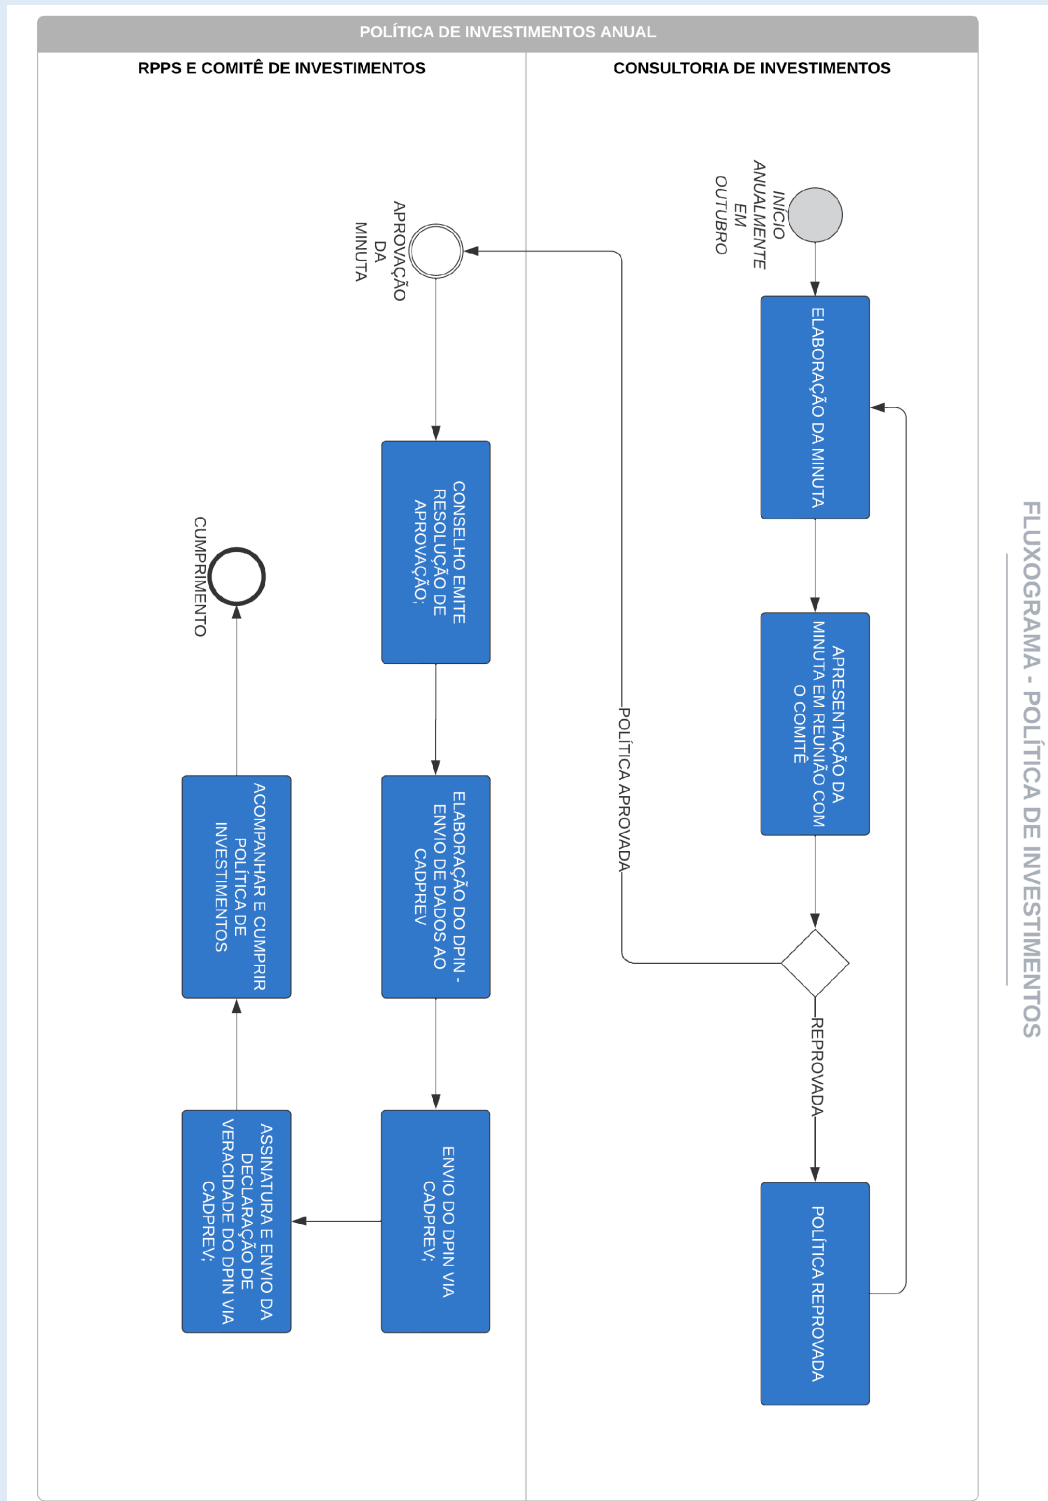 POLÍTICA DE INVESTIMENTOS ANUAL
RPPS E COMITÊ DE INVESTIMENTOS
CONSULTORIA DE INVESTIMENTOS
FLUXOGRAMA - POLÍTICA DE INVESTIMENTOS
INÍCIO
ANUALMENTE
EM
OUTUBRO
ELABORAÇÃO DA MINUTA
APRESENTAÇÃO DA
MINUTA EM REUNIÃO COM
O COMITÊ
REPROVADA
POLÍTICA REPROVADA
POLÍTICA APROVADA
APROVAÇÃO
DA
MINUTA
CONSELHO EMITE
RESOLUÇÃO DE
APROVAÇÃO;
ELABORAÇÃO DO DPIN -
ENVIO DE DADOS AO
CADPREV
ENVIO DO DPIN VIA
CADPREV;
ASSINATURA E ENVIO DA
DECLARAÇÃO DE
VERACIDADE DO DPIN VIA
CADPREV;
ACOMPANHAR E CUMPRIR
POLÍTICA DE
INVESTIMENTOS
CUMPRIMENTO